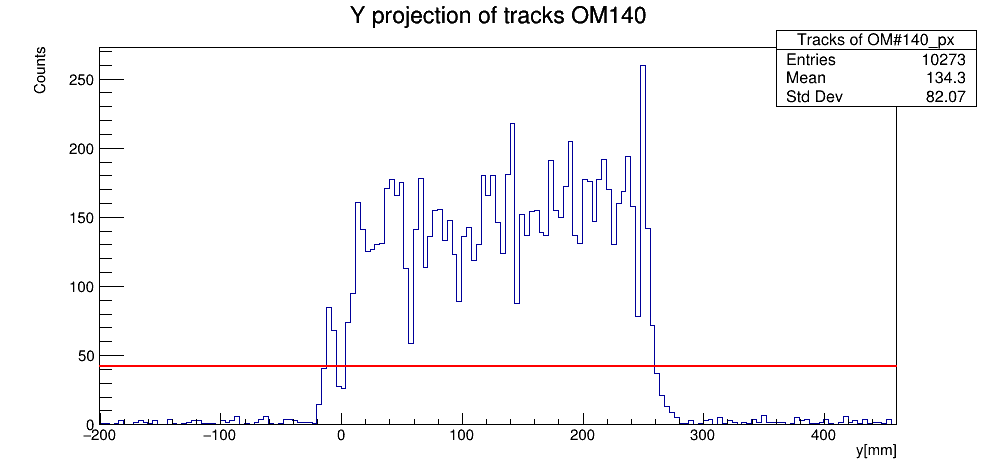 Y projection of tracks OM140
Tracks of OM#140_px
Entries 10273
Mean 134.3
Std Dev 82.07
Counts
250
200
150
100
50
0
−200 −100 0 100 200 300 400
y[mm]